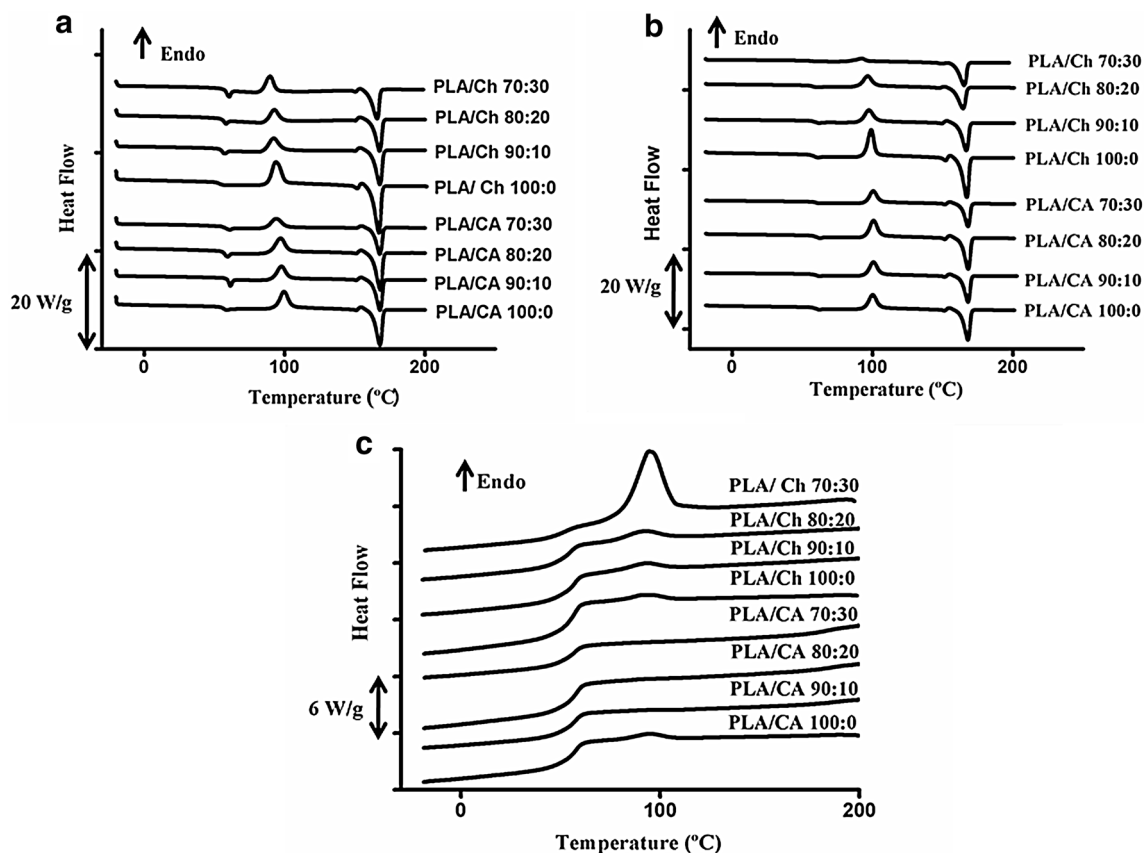 a
Endo
PLA/Ch 70:30
PLA/Ch 80:20
PLA/Ch 90:10
PLA/ Ch 100:0
PLA/CA 70:30
PLA/CA 80:20
PLA/CA 90:10
PLA/CA 100:0
Heat Flow
20 W/g
0
100
200
Temperature (ºC)
b
Endo
PLA/Ch 70:30
PLA/Ch 80:20
PLA/Ch 90:10
PLA/Ch 100:0
PLA/CA 70:30
PLA/CA 80:20
PLA/CA 90:10
PLA/CA 100:0
Heat Flow
20 W/g
0
100
200
Temperature (ºC)
c
Endo
PLA/ Ch 70:30
PLA/Ch 80:20
PLA/Ch 90:10
PLA/Ch 100:0
PLA/CA 70:30
PLA/CA 80:20
PLA/CA 90:10
PLA/CA 100:0
Heat Flow
6 W/g
0
100
200
Temperature (ºC)